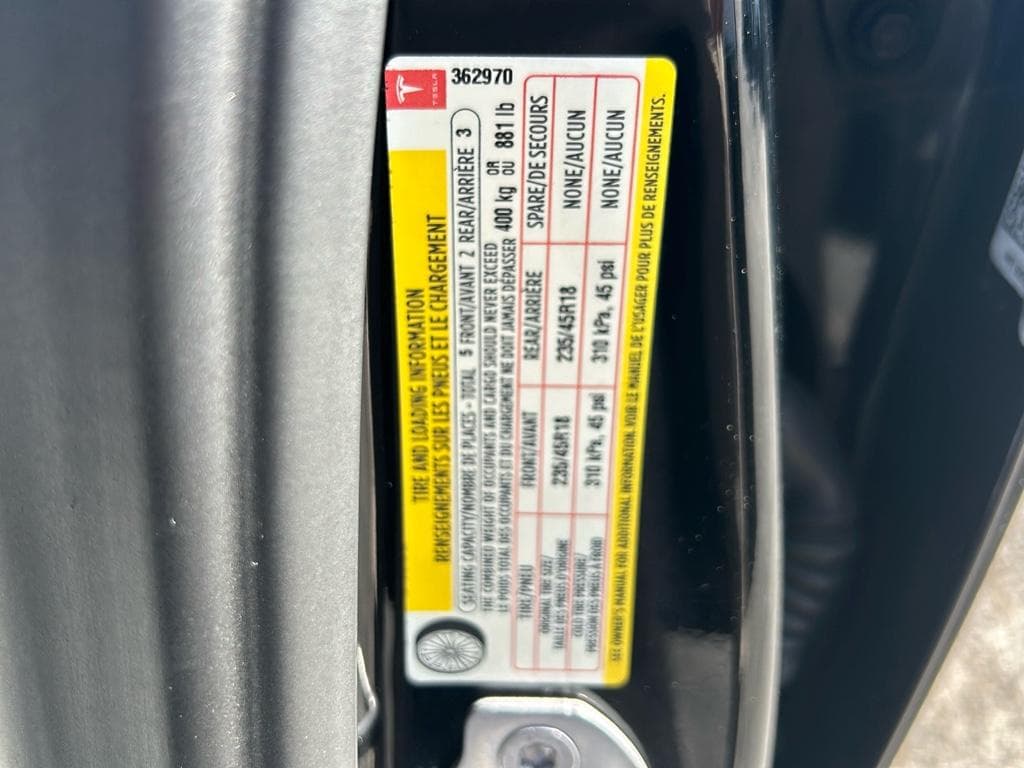 TESLA
362970
TIRE AND LOADING INFORMATION
RENSEIGNEMENTS SUR LES PNEUS ET LE CHARGEMENT
SEATING CAPACITY/NOMBRE DE PLACES - TOTAL 5 FRONT/AVANT 2 REAR/ARRIÈRE 3
THE COMBINED WEIGHT OF OCCUPANTS AND CARGO SHOULD NEVER EXCEED
LE POIDS TOTAL DES OCCUPANTS ET DU CHARGEMENT NE DOIT JAMAIS DÉPASSER
400 kg OR OU 881 lb
TIRE/PNEU FRONT/AVANT REAR/ARRIÈRE SPARE/DE SECOURS
ORIGINAL TIRE SIZE/
TAILLE DES PNEUS D'ORIGINE
235/45R18 235/45R18 NONE/AUCUN
COLD TIRE PRESSURE/
PRESSION DES PNEUS À FROID
310 kPa, 45 psi 310 kPa, 45 psi NONE/AUCUN
SEE OWNER'S MANUAL FOR ADDITIONAL INFORMATION. VOIR LE MANUEL DE L'USAGER POUR PLUS DE RENSEIGNEMENTS.